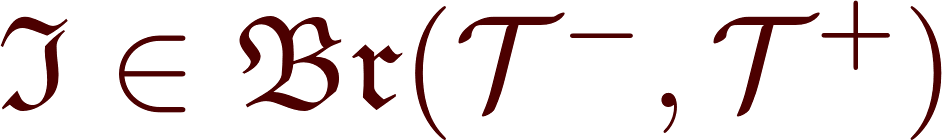 ℑ ∈ 𝔅𝔯(𝒯⁻, 𝒯⁺)